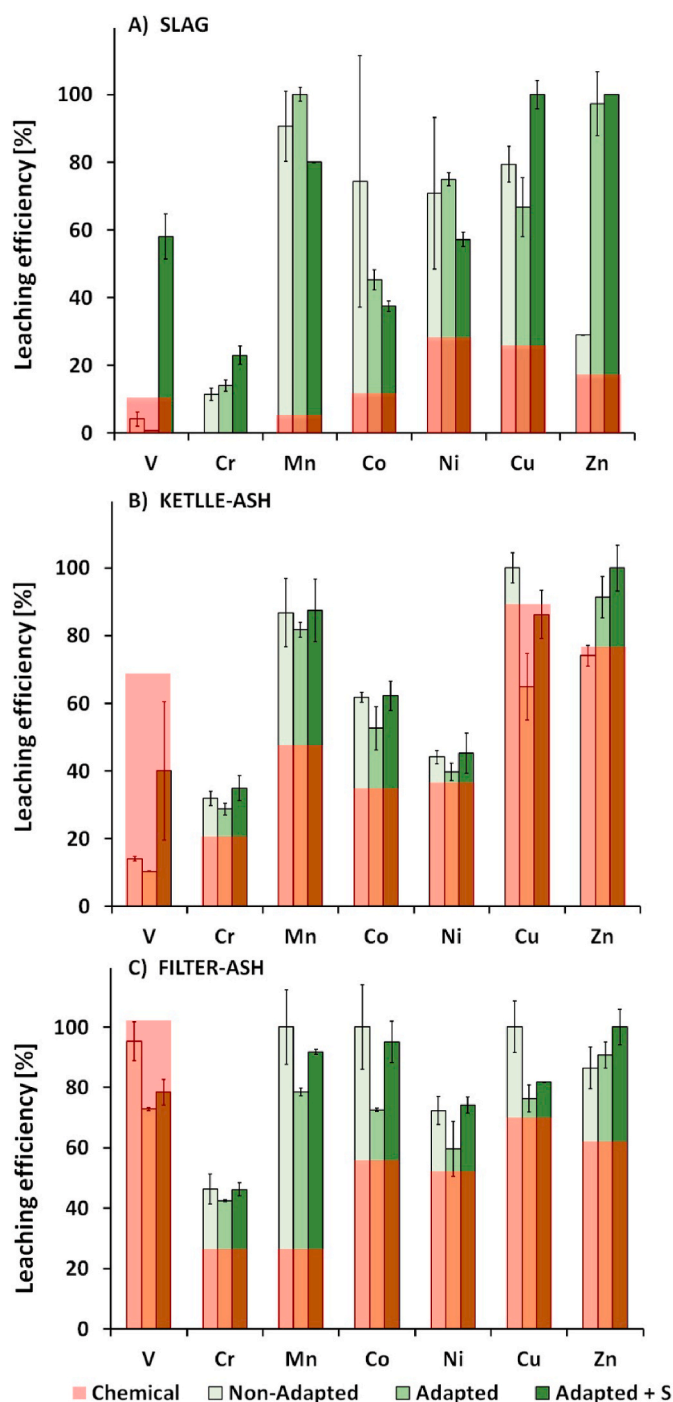 A) SLAG
Leaching efficiency [%]
100
80
60
40
20
0
V Cr Mn Co Ni Cu Zn
B) KETLLE-ASH
Leaching efficiency [%]
100
80
60
40
20
0
V Cr Mn Co Ni Cu Zn
C) FILTER-ASH
Leaching efficiency [%]
100
80
60
40
20
0
V Cr Mn Co Ni Cu Zn
Chemical Non-Adapted Adapted Adapted + S